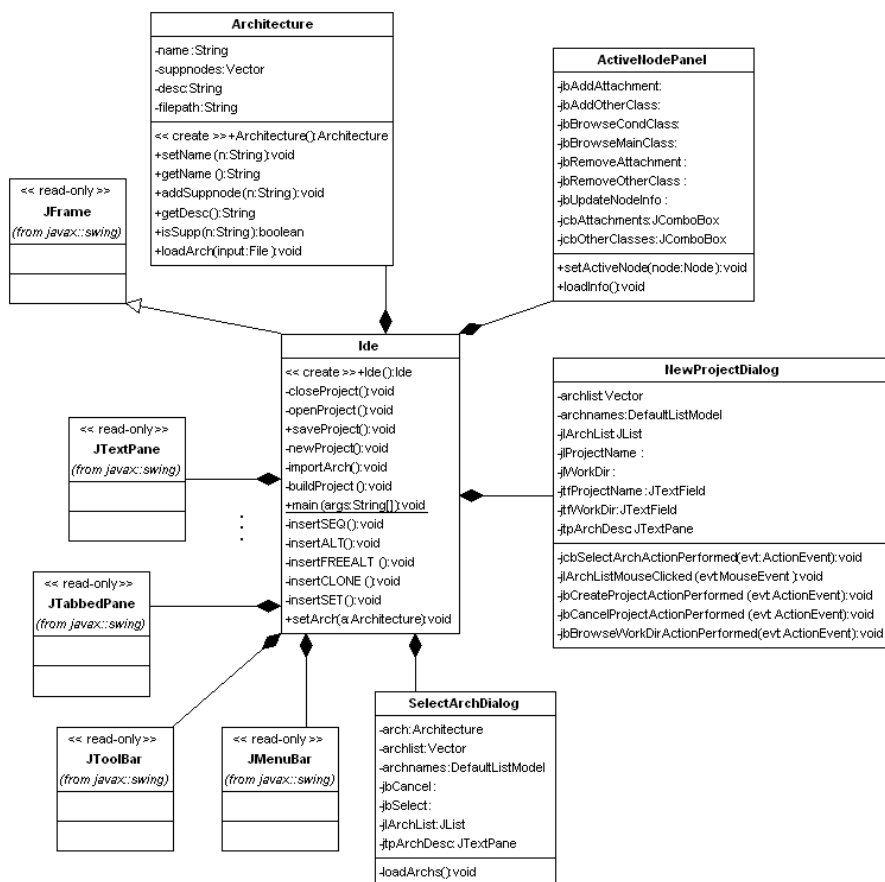 Architecture
-name:String
-suppnodes:Vector
-desc:String
-filepath:String
<< create >>+Architecture():Architecture
+setName (n:String):void
+getName ():String
+addSuppnode(n:String):void
+getDesc():String
+isSupp(n:String):boolean
+loadArch(input:File ):void
ActiveNodePanel
-jbAddAttachment:
-jbAddOtherClass:
-jbBrowseCondClass:
-jbBrowseMainClass:
-jbRemoveAttachment :
-jbRemoveOtherClass :
-jbUpdateNodeInfo :
-jcbAttachments:JComboBox
-jcbOtherClasses:JComboBox
+setActiveNode(node:Node):void
+loadInfo():void
<< read-only >>
JFrame
(from javax::swing)
Ide
<< create >>+Ide():Ide
-closeProject():void
-openProject():void
+saveProject():void
-newProject():void
-importArch():void
-buildProject ():void
+main (args:String[]):void
-insertSEQ():void
-insertALT():void
-insertFREEALT ():void
-insertCLONE ():void
-insertSET():void
+setArch(a:Architecture):void
NewProjectDialog
-archlist:Vector
-archnames:DefaultListModel
-jlArchList:JList
-jlProjectName :
-jlWorkDir :
-jtfProjectName :JTextField
-jtfWorkDir:JTextField
-jtpArchDesc:JTextPane
-jcbSelectArchActionPerformed(evt:ActionEvent):void
-jlArchListMouseClicked (evt:MouseEvent ):void
-jbCreateProjectActionPerformed (evt:ActionEvent):void
-jbCancelProjectActionPerformed (evt:ActionEvent):void
-jbBrowseWorkDirActionPerformed(evt:ActionEvent):void
<< read-only>>
JTextPane
(from javax::swing)
<< read-only >>
JTabbedPane
(from javax::swing)
<< read-only>>
JToolBar
(from javax::swing)
<< read-only>>
JMenuBar
(from javax::swing)
SelectArchDialog
-arch:Architecture
-archlist:Vector
-archnames:DefaultListModel
-jbCancel :
-jbSelect :
-jlArchList:JList
-jtpArchDesc:JTextPane
-loadArchs():void